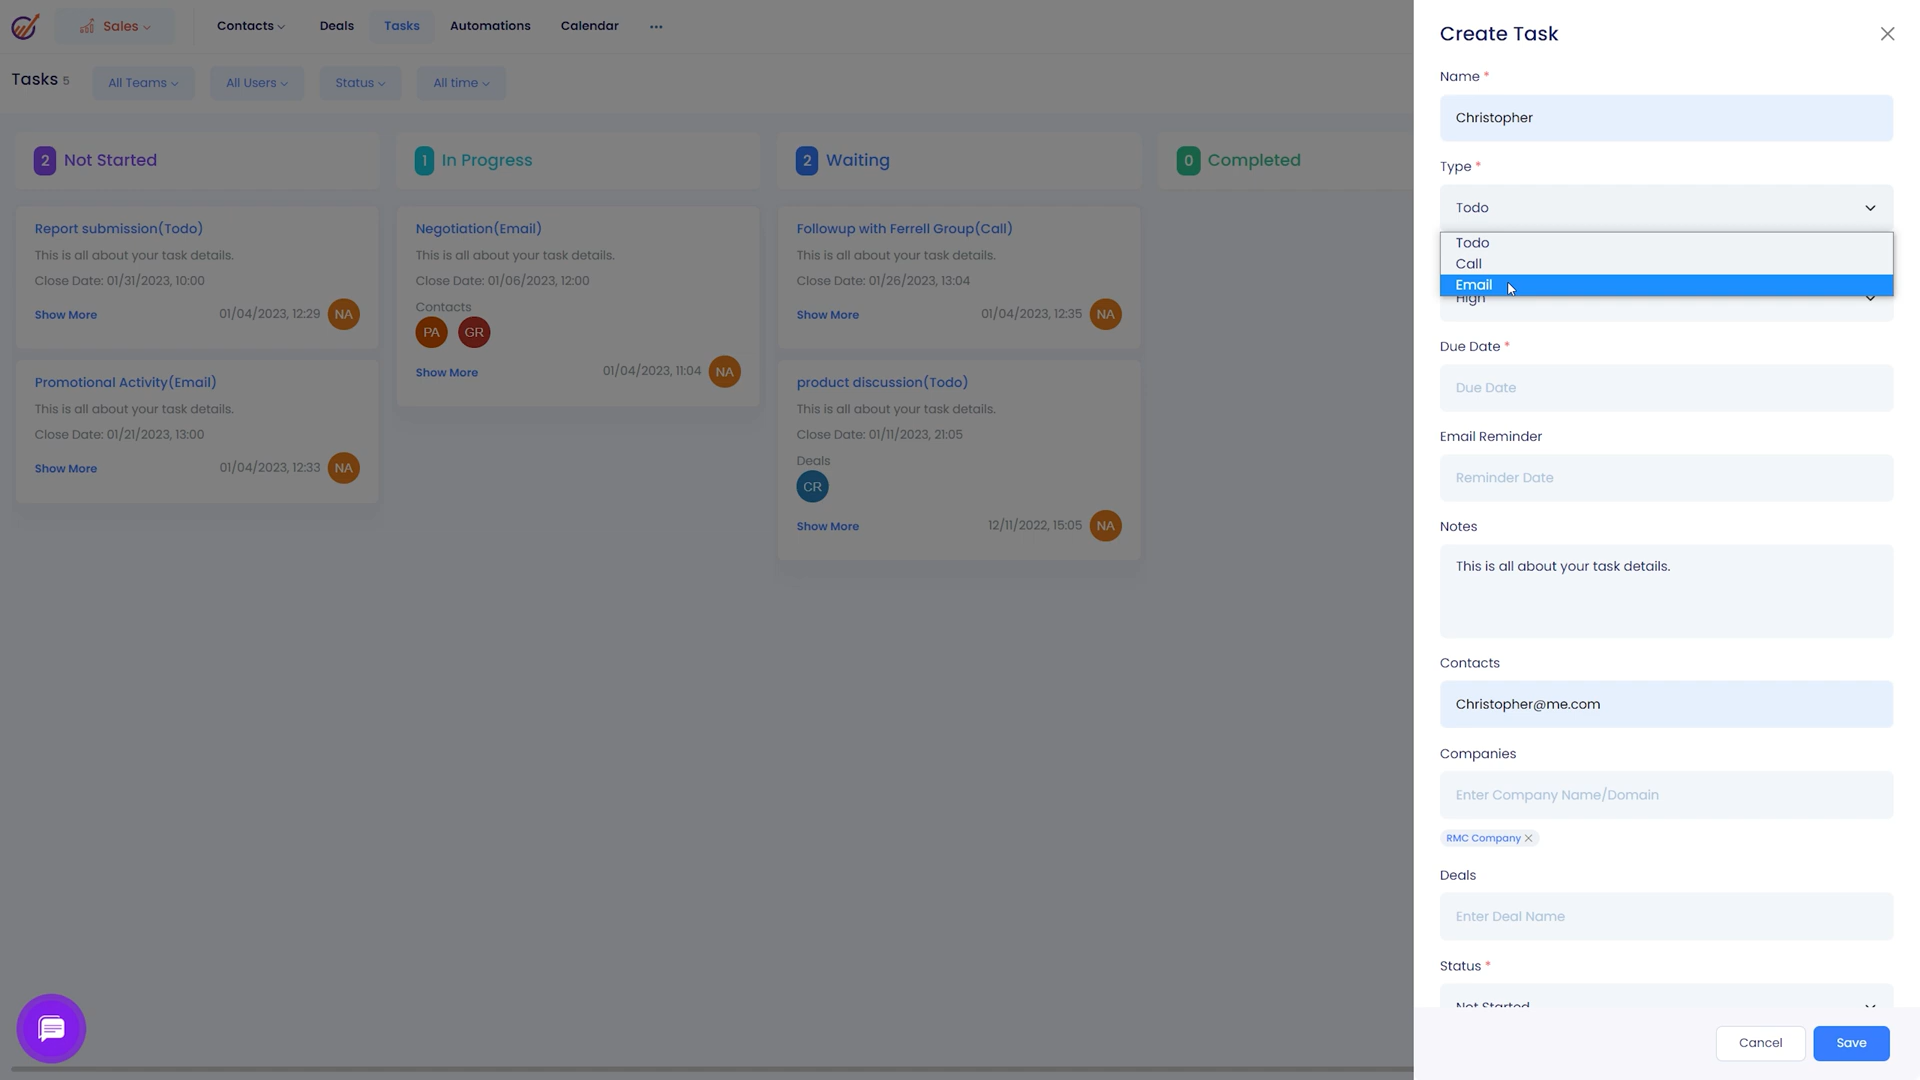 Sales
Contacts
Deals
Tasks
Automations
Calendar
Tasks 5
All Teams
All Users
Status
All time
2 Not Started
1 In Progress
2 Waiting
0 Completed
Report submission(Todo)
This is all about your task details.
Close Date: 01/31/2023, 10:00
Show More
01/04/2023, 12:29
NA
Promotional Activity(Email)
This is all about your task details.
Close Date: 01/21/2023, 13:00
Show More
01/04/2023, 12:33
NA
Negotiation(Email)
This is all about your task details.
Close Date: 01/06/2023, 12:00
Contacts
PA
GR
Show More
01/04/2023, 11:04
NA
Followup with Ferrell Group(Call)
This is all about your task details.
Close Date: 01/26/2023, 13:04
Show More
01/04/2023, 12:35
NA
product discussion(Todo)
This is all about your task details.
Close Date: 01/11/2023, 21:05
Deals
CR
Show More
12/11/2022, 15:05
NA
Create Task
Name *
Christopher
Type *
Todo
Todo
Call
Email
High
Due Date *
Due Date
Email Reminder
Reminder Date
Notes
This is all about your task details.
Contacts
Christopher@me.com
Companies
Enter Company Name/Domain
RMC Company
Deals
Enter Deal Name
Status *
Not Started
Cancel
Save